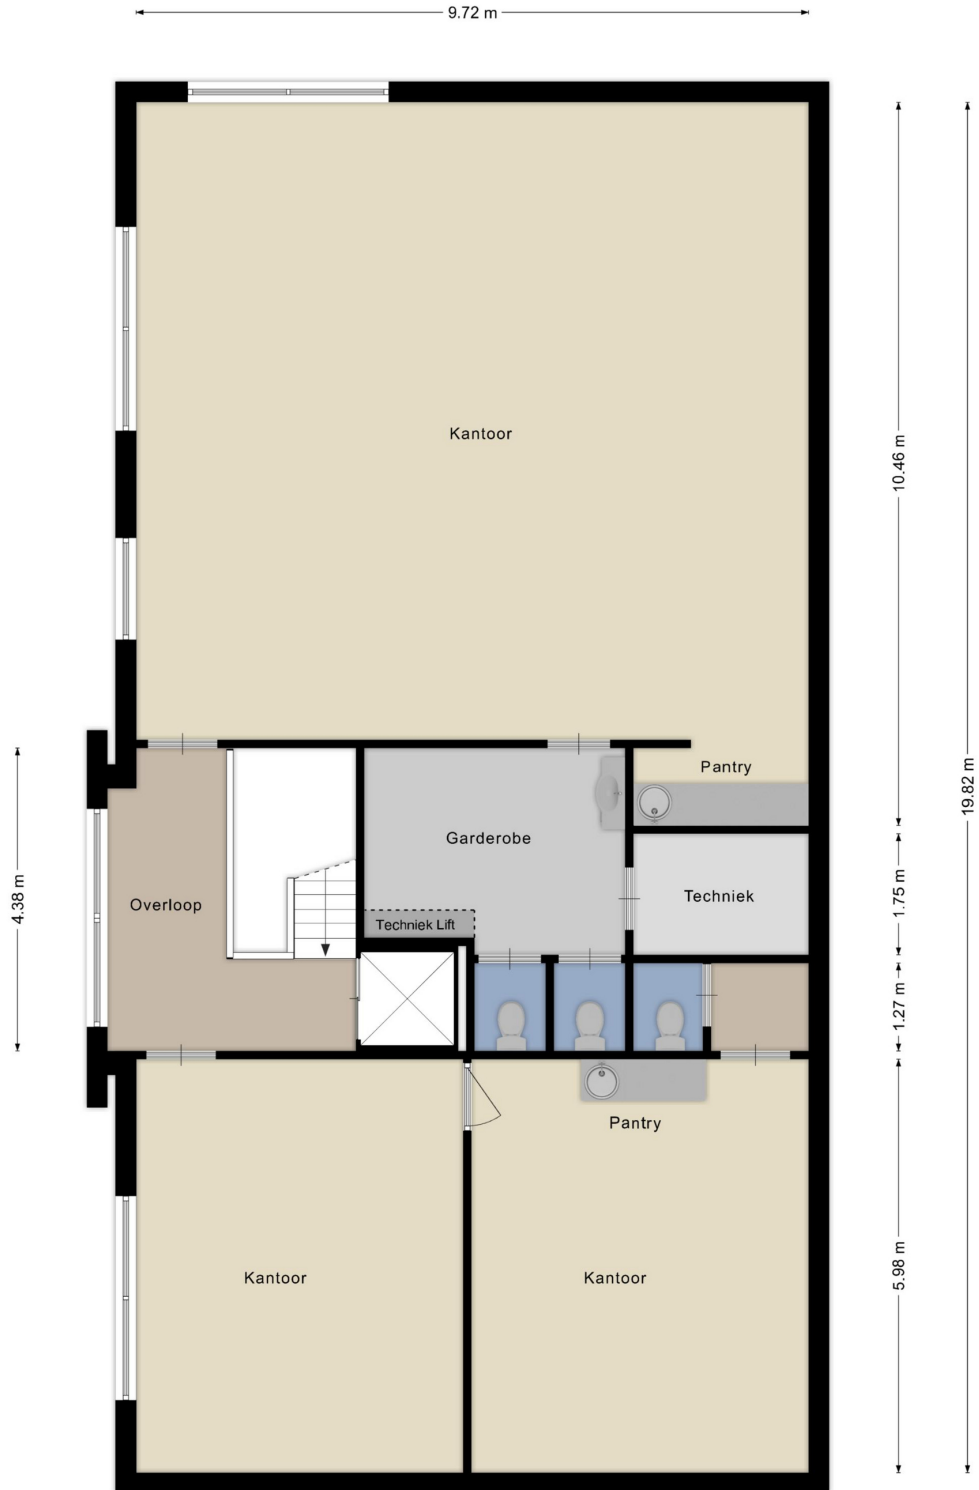 9.72 m
Kantoor
10.46 m
Pantry
19.82 m
Garderobe
Techniek
1.75 m
Overloop
4.38 m
Techniek Lift
1.27 m
Pantry
5.98 m
Kantoor
Kantoor